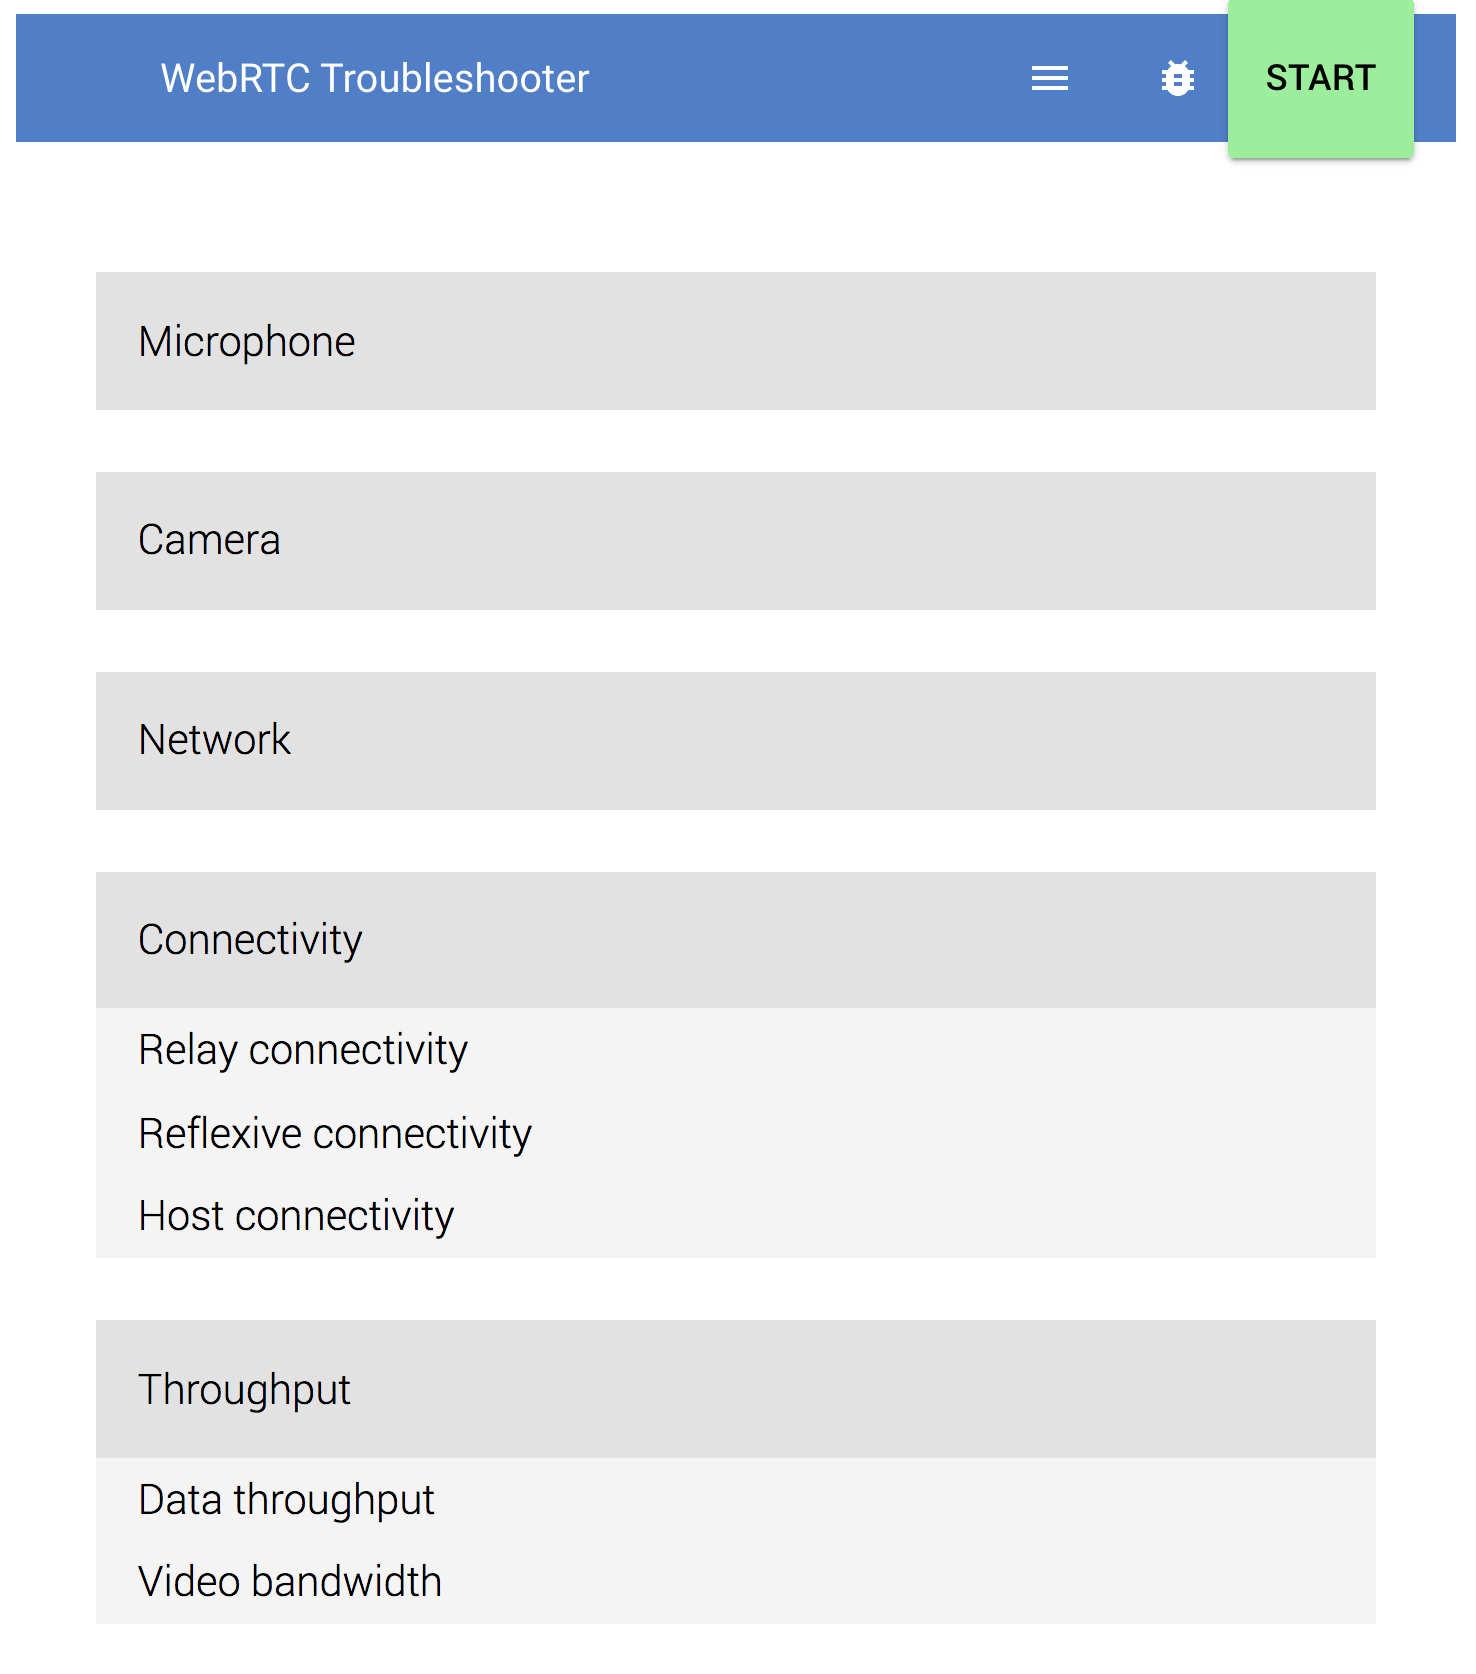 WebRTC Troubleshooter
START
Microphone
Camera
Network
Connectivity
Relay connectivity
Reflexive connectivity
Host connectivity
Throughput
Data throughput
Video bandwidth